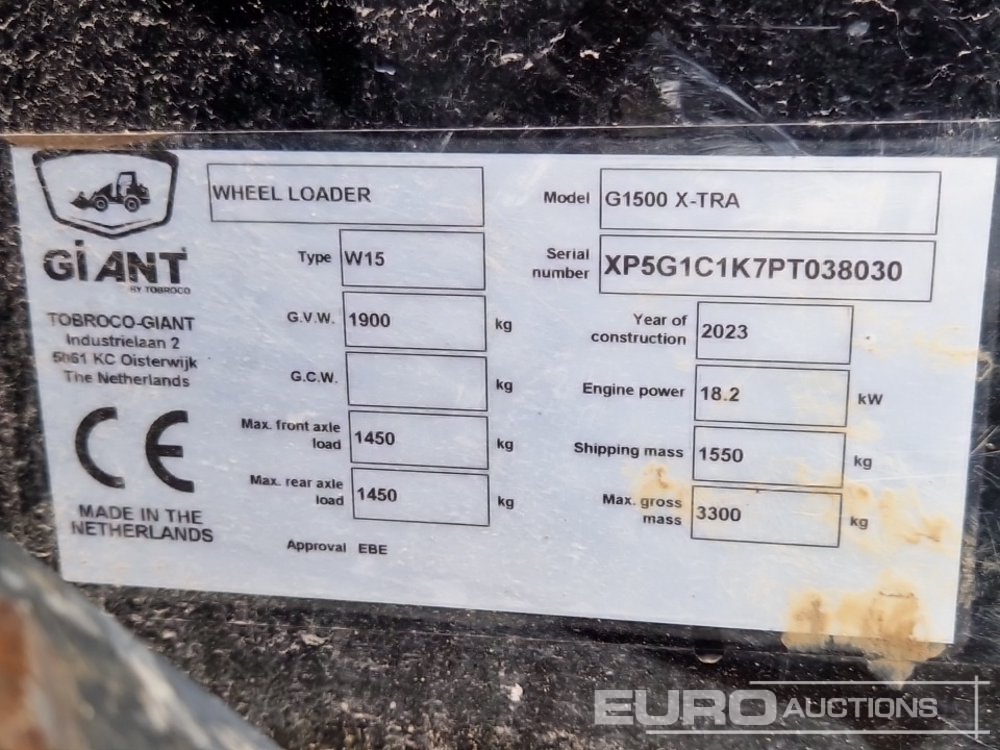 GiANT
BY TOBROCO
TOBROCO-GIANT
Industrielaan 2
5061 KC Oisterwijk
The Netherlands
CE
MADE IN THE
NETHERLANDS
WHEEL LOADER
Type W15
G.V.W. 1900 kg
G.C.W. kg
Max. front axle
load 1450 kg
Max. rear axle
load 1450 kg
Approval EBE
Model G1500 X-TRA
Serial
number XP5G1C1K7PT038030
Year of
construction 2023
Engine power 18.2 kW
Shipping mass 1550 kg
Max. gross
mass 3300 kg
EURO AUCTIONS